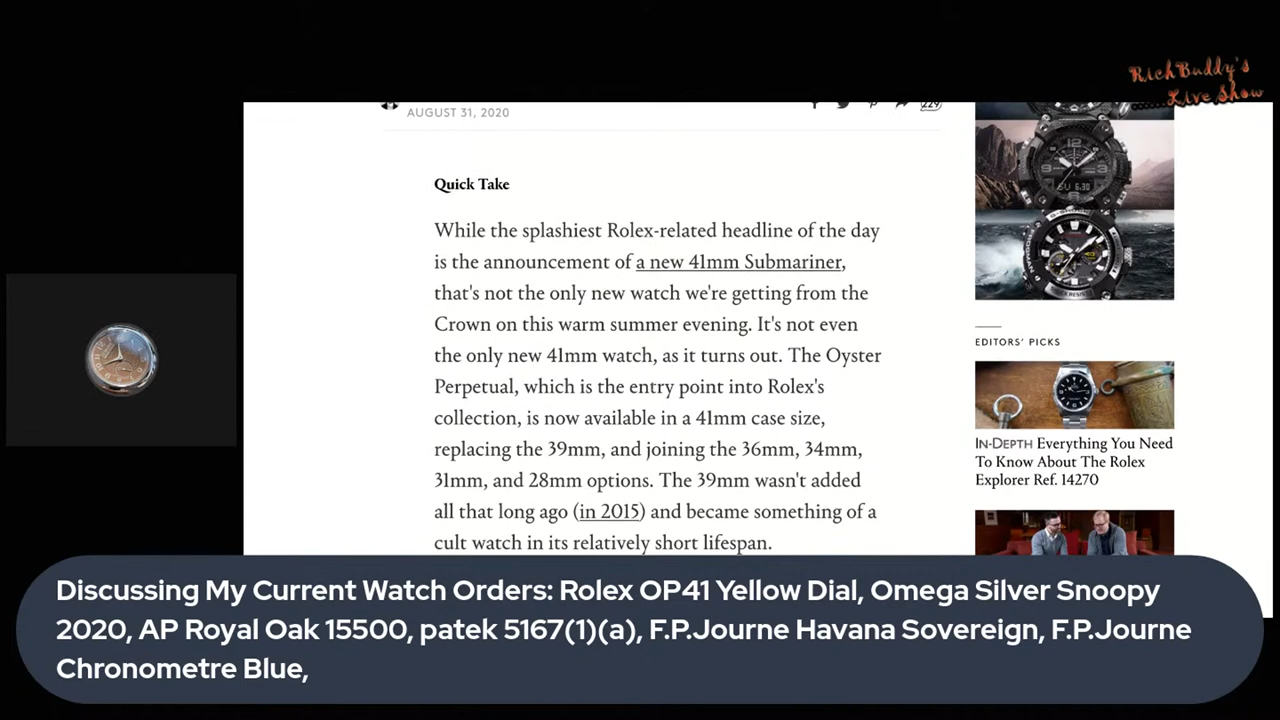 RichBuddy's
Live Show
AUGUST 31, 2020
229
Quick Take
While the splashiest Rolex-related headline of the day
is the announcement of a new 41mm Submariner,
that's not the only new watch we're getting from the
Crown on this warm summer evening. It's not even
the only new 41mm watch, as it turns out. The Oyster
Perpetual, which is the entry point into Rolex's
collection, is now available in a 41mm case size,
replacing the 39mm, and joining the 36mm, 34mm,
31mm, and 28mm options. The 39mm wasn't added
all that long ago (in 2015) and became something of a
cult watch in its relatively short lifespan.
EDITORS' PICKS
IN-DEPTH Everything You Need
To Know About The Rolex
Explorer Ref. 14270
Discussing My Current Watch Orders: Rolex OP41 Yellow Dial, Omega Silver Snoopy
2020, AP Royal Oak 15500, patek 5167(1)(a), F.P.Journe Havana Sovereign, F.P.Journe
Chronometre Blue,